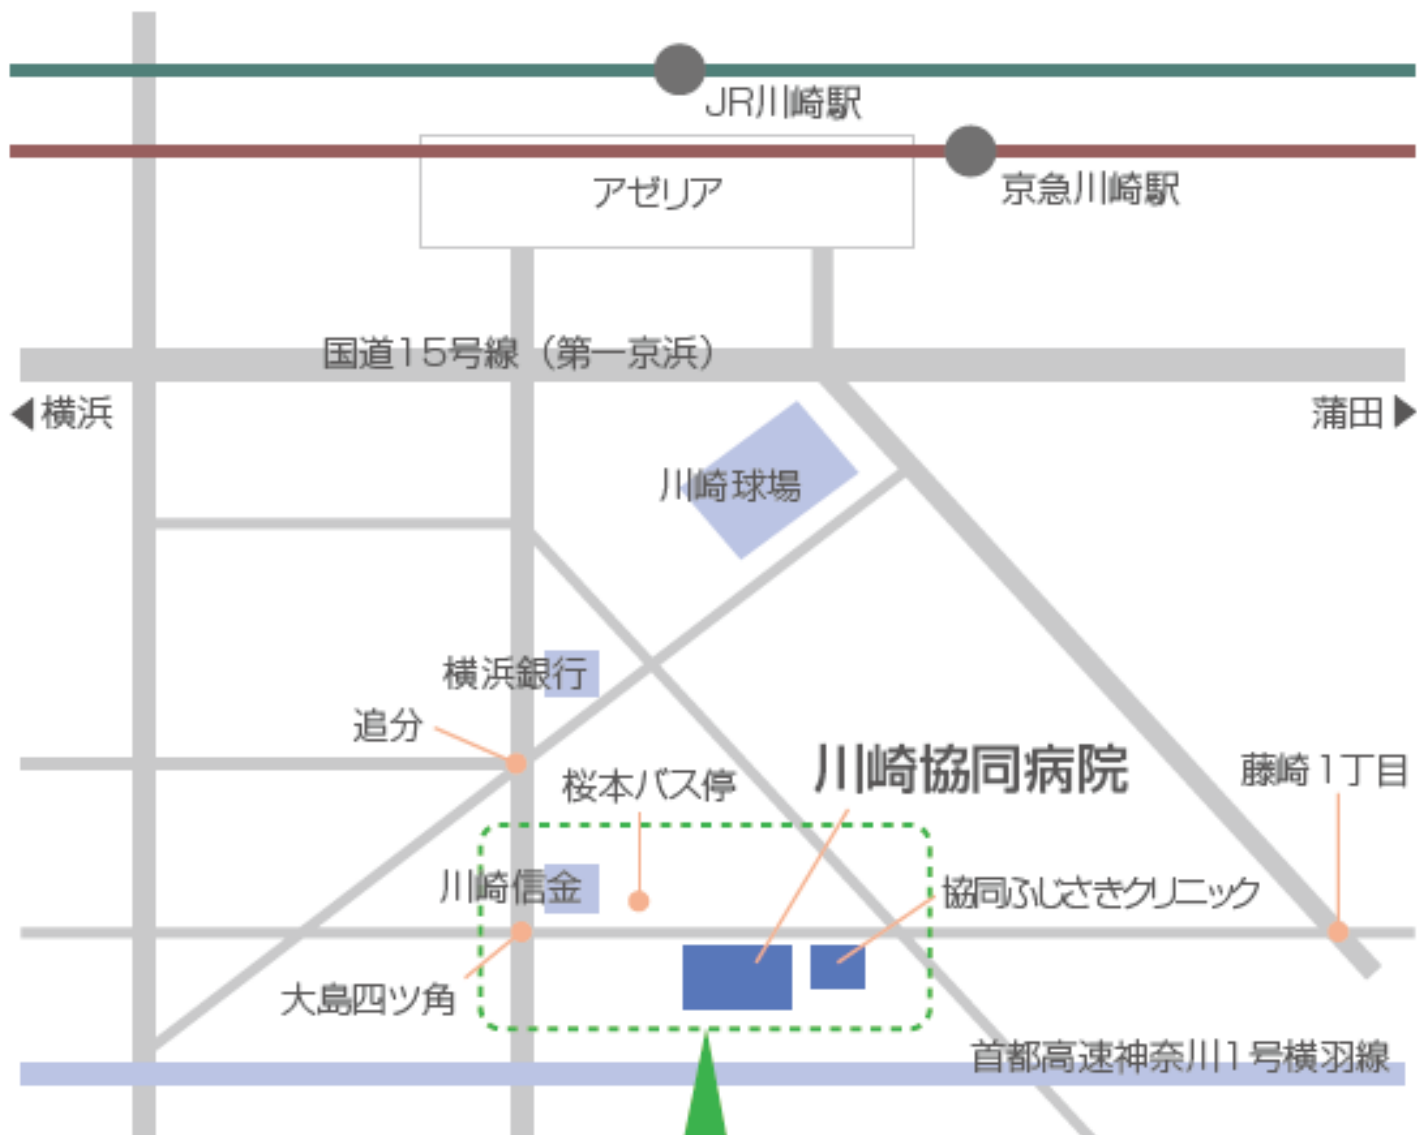 JR川崎駅
京急川崎駅
アゼリア
国道15号線（第一京浜）
横浜
蒲田
川崎球場
横浜銀行
追分
桜本バス停
川崎協同病院
藤崎1丁目
川崎信金
協同ふじさきクリニック
大島四ツ角
首都高速神奈川1号横羽線